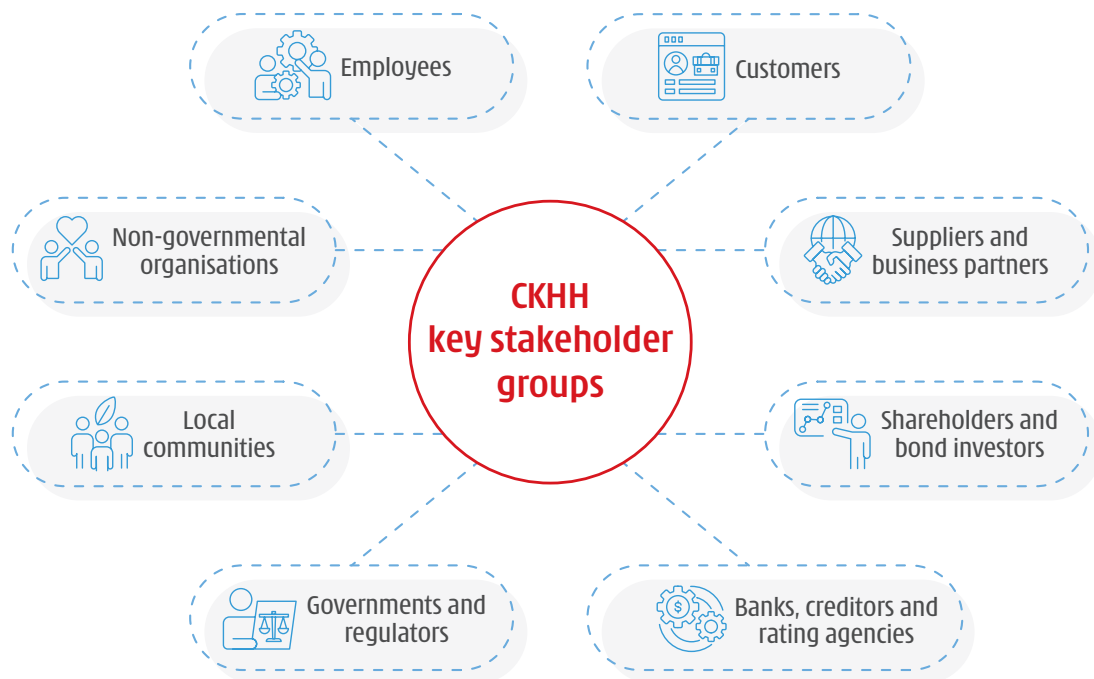 Employees
Customers
Non-governmental
organisations
Suppliers and
business partners
CKHH
key stakeholder
groups
Local
communities
Shareholders and
bond investors
Governments and
regulators
$
Banks, creditors and
rating agencies